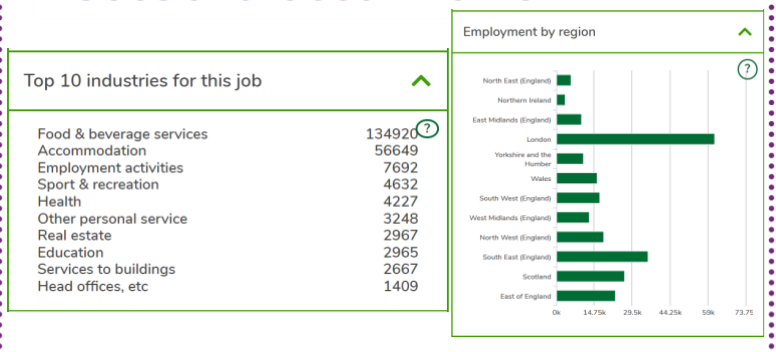 Top 10 industries for this job
?
Food & beverage services 134920
Accommodation 56649
Employment activities 7692
Sport & recreation 4632
Health 4227
Other personal service 3248
Real estate 2967
Education 2965
Services to buildings 2667
Head offices, etc 1409
Employment by region
?
North East (England)
Northern Ireland
East Midlands (England)
London
Yorkshire and the
Humber
Wales
South West (England)
West Midlands (England)
North West (England)
South East (England)
Scotland
East of England
0k 14.75k 29.5k 44.25k 59k 73.75